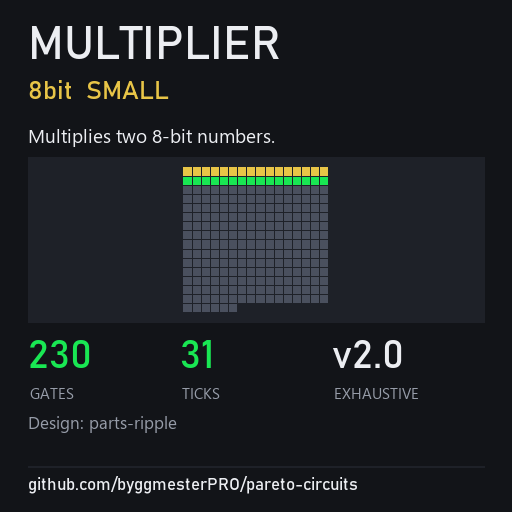 MULTIPLIER
8bit SMALL
Multiplies two 8-bit numbers.
230 31 v2.0
GATES TICKS EXHAUSTIVE
Design: parts-ripple
github.com/byggmesterPRO/pareto-circuits